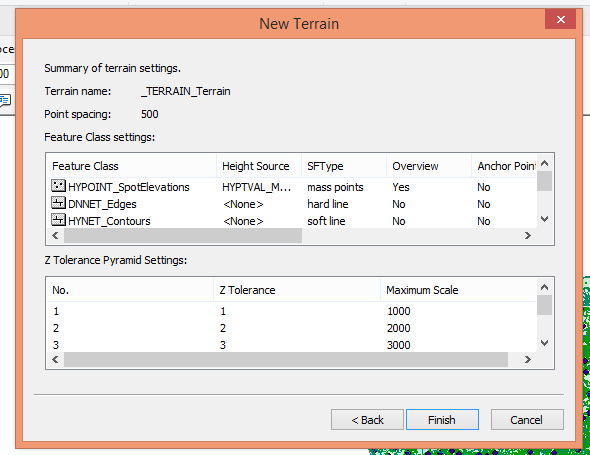 New Terrain
oce
00
Summary of terrain settings.
Terrain name: _TERRAIN_Terrain
Point spacing: 500
Feature Class settings:
Feature Class Height Source SFType Overview Anchor Point
HYPOINT_SpotElevations HYPTVAL_M... mass points Yes No
DNNET_Edges <None> hard line No No
HYNET_Contours <None> soft line No No
Z Tolerance Pyramid Settings:
No. Z Tolerance Maximum Scale
1 1 1000
2 2 2000
3 3 3000
< Back Finish Cancel